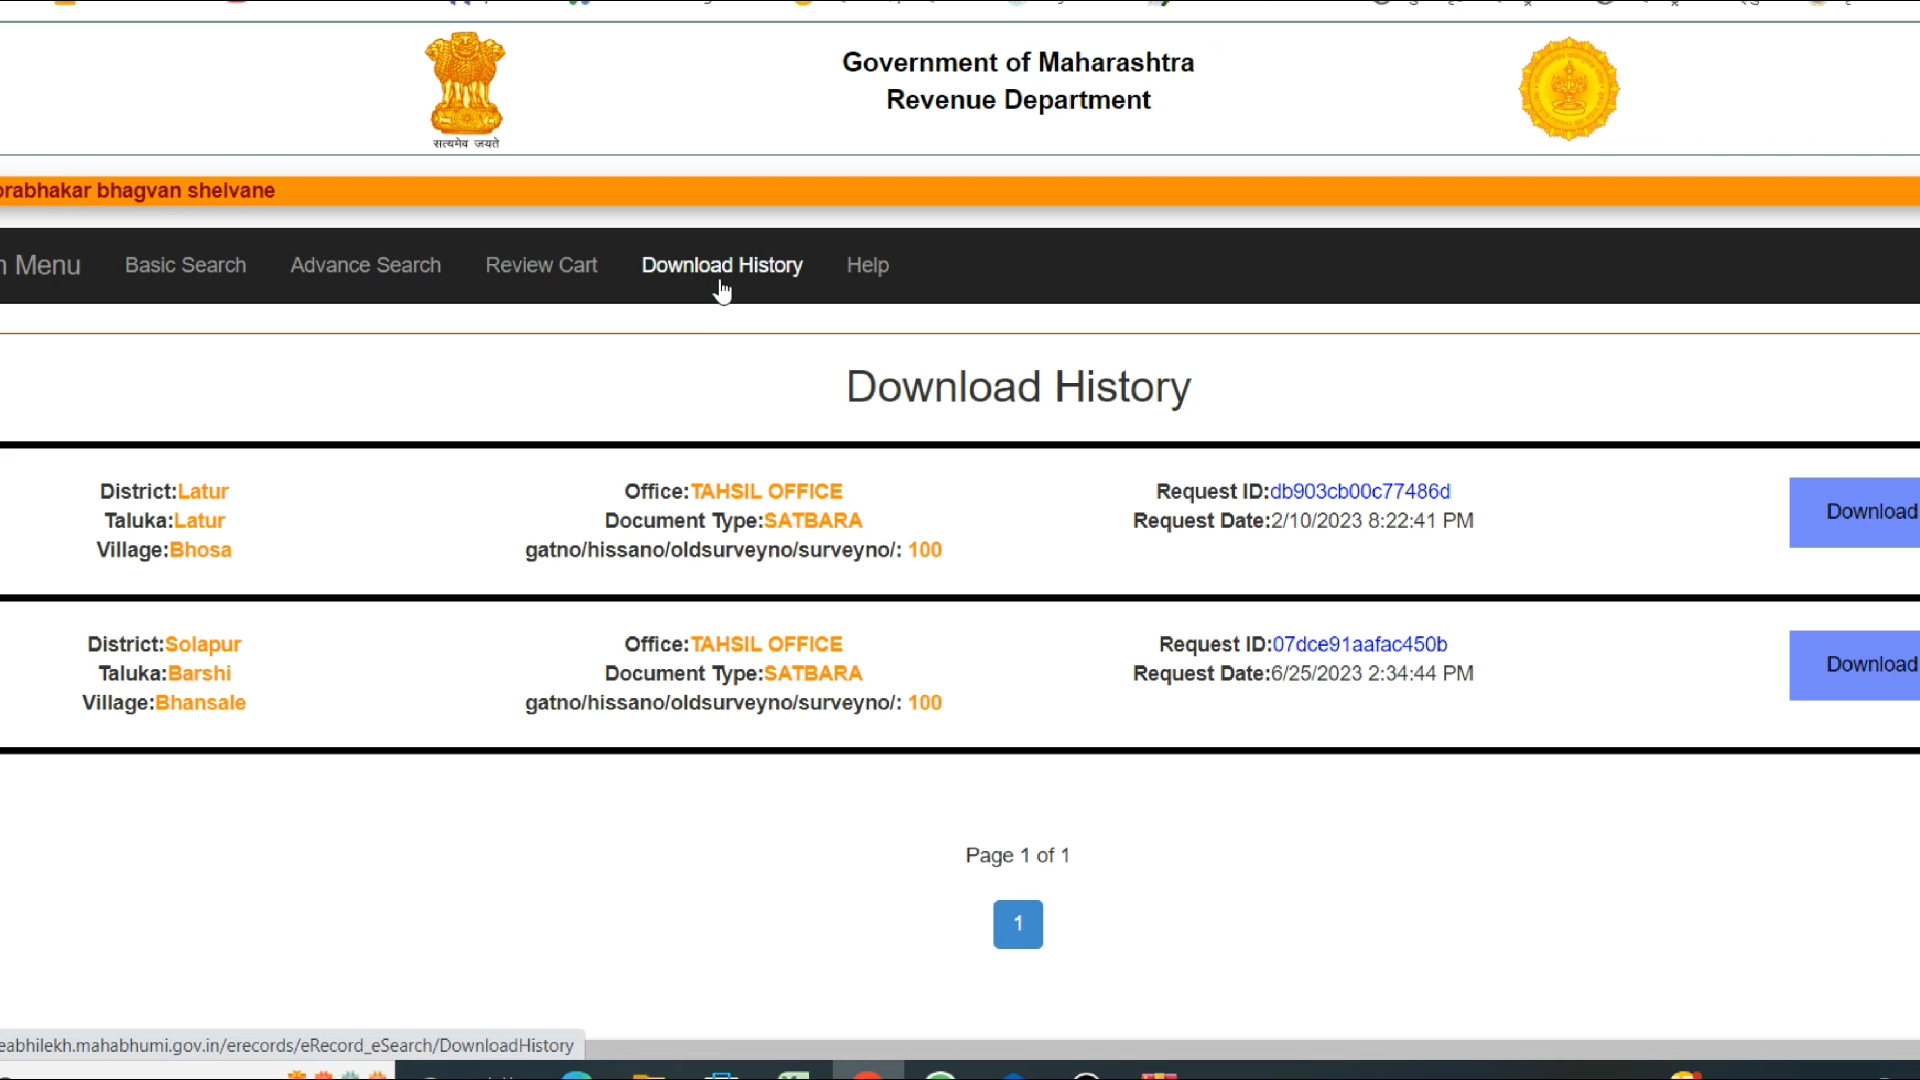 Government of Maharashtra
Revenue Department
सत्यमेव जयते
prabhakar bhagvan shelvane
Menu Basic Search Advance Search Review Cart Download History Help
Download History
District:Latur
Taluka:Latur
Village:Bhosa
Office:TAHSIL OFFICE
Document Type:SATBARA
gatno/hissano/oldsurveyno/surveyno/: 100
Request ID:db903cb00c77486d
Request Date:2/10/2023 8:22:41 PM
Download
District:Solapur
Taluka:Barshi
Village:Bhansale
Office:TAHSIL OFFICE
Document Type:SATBARA
gatno/hissano/oldsurveyno/surveyno/: 100
Request ID:07dce91aafac450b
Request Date:6/25/2023 2:34:44 PM
Download
Page 1 of 1
1
eabhilekh.mahabhumi.gov.in/erecords/eRecord_eSearch/DownloadHistory